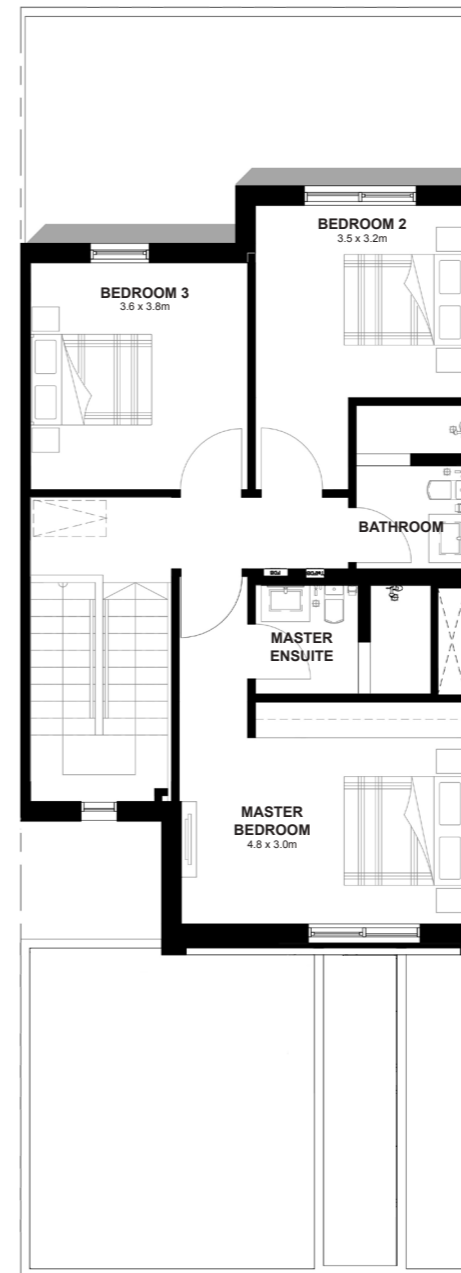 BEDROOM 2
3.5 x 3.2m
BEDROOM 3
3.6 x 3.8m
BATHROOM
MASTER
ENSUITE
MASTER
BEDROOM
4.8 x 3.0m